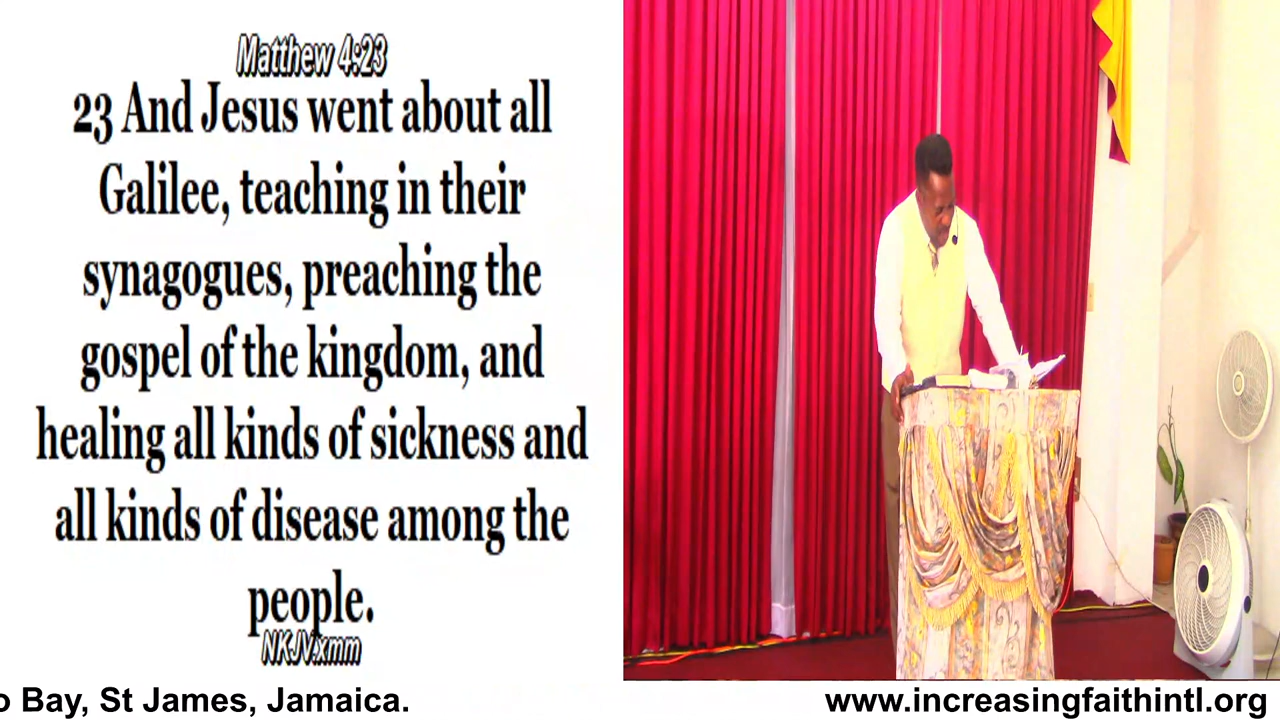 Matthew 4:23
23 And Jesus went about all
Galilee, teaching in their
synagogues, preaching the
gospel of the kingdom, and
healing all kinds of sickness and
all kinds of disease among the
people.
NKJV.xmm
o Bay, St James, Jamaica.
www.increasingfaithintl.org